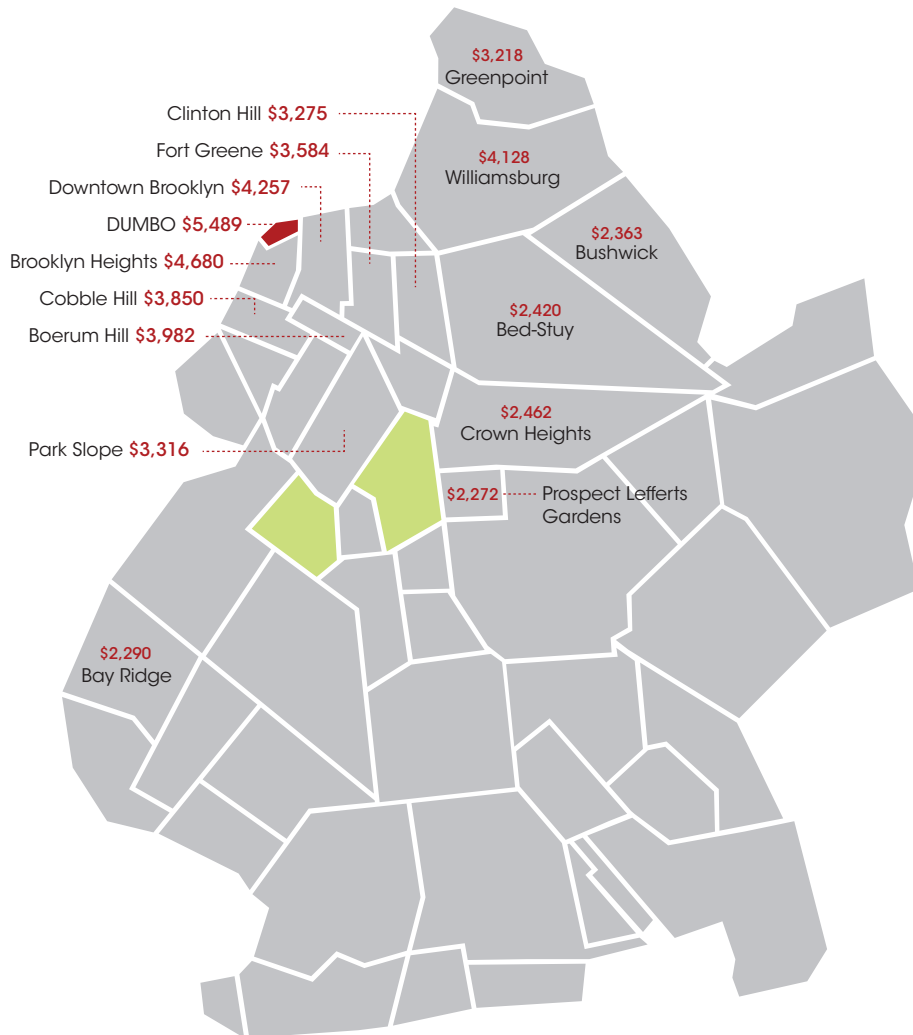 $3,218
Greenpoint
Clinton Hill $3,275
Fort Greene $3,584
$4,128
Williamsburg
Downtown Brooklyn $4,257
DUMBO $5,489
$2,363
Bushwick
Brooklyn Heights $4,680
Cobble Hill $3,850
$2,420
Bed-Stuy
Boerum Hill $3,982
$2,462
Crown Heights
Park Slope $3,316
$2,272 Prospect Lefferts
Gardens
$2,290
Bay Ridge